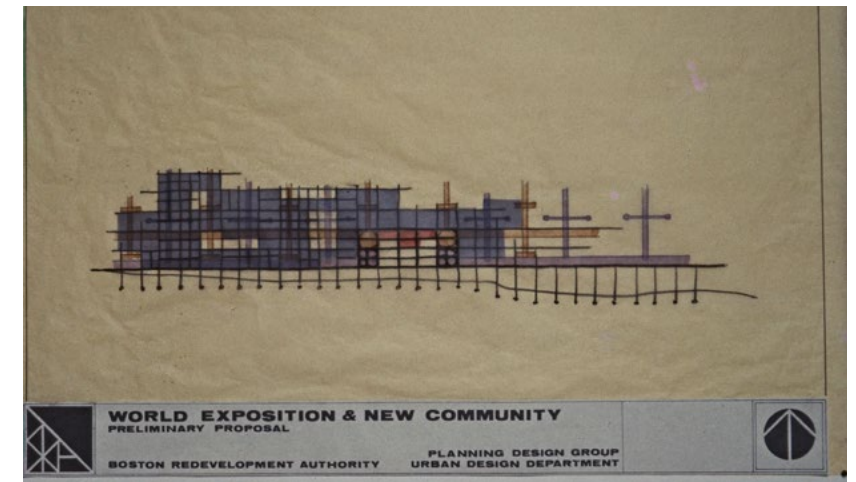 WORLD EXPOSITION & NEW COMMUNITY
PRELIMINARY PROPOSAL
PLANNING DESIGN GROUP
BOSTON REDEVELOPMENT AUTHORITY URBAN DESIGN DEPARTMENT